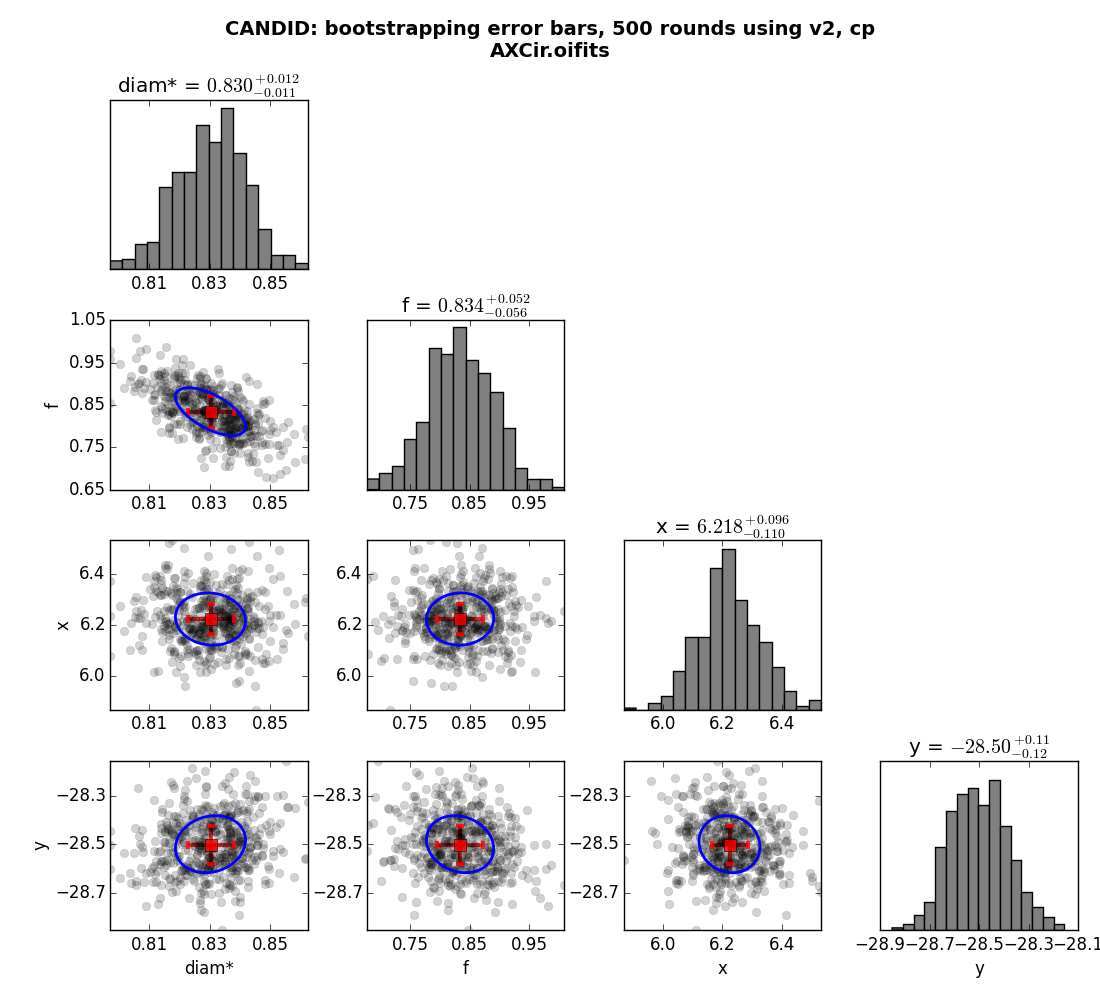 CANDID: bootstrapping error bars, 500 rounds using v2, cp
AXCir.oifits
diam* = 0.830 +0.012 −0.011
0.81 0.83 0.85
f = 0.834 +0.052 −0.056
1.05
0.95
0.85
0.75
0.65
f
0.81 0.83 0.85
0.75 0.85 0.95
x = 6.218 +0.096 −0.110
6.4
6.2
6.0
x
6.4
6.2
6.0
0.81 0.83 0.85
0.75 0.85 0.95
6.0 6.2 6.4
y = −28.50 +0.11 −0.12
−28.3
−28.5
−28.7
y
−28.3
−28.5
−28.7
−28.3
−28.5
−28.7
0.81 0.83 0.85
0.75 0.85 0.95
6.0 6.2 6.4
−28.9 −28.7 −28.5 −28.3 −28.1
diam* f x y